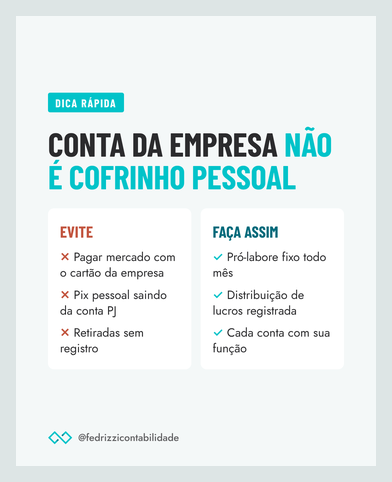 DICA RÁPIDA
CONTA DA EMPRESA NÃO
É COFRINHO PESSOAL
EVITE
✕ Pagar mercado com
o cartão da empresa
✕ Pix pessoal saindo
da conta PJ
✕ Retiradas sem
registro
FAÇA ASSIM
✓ Pró-labore fixo todo
mês
✓ Distribuição de
lucros registrada
✓ Cada conta com sua
função
@fedrizzicontabilidade